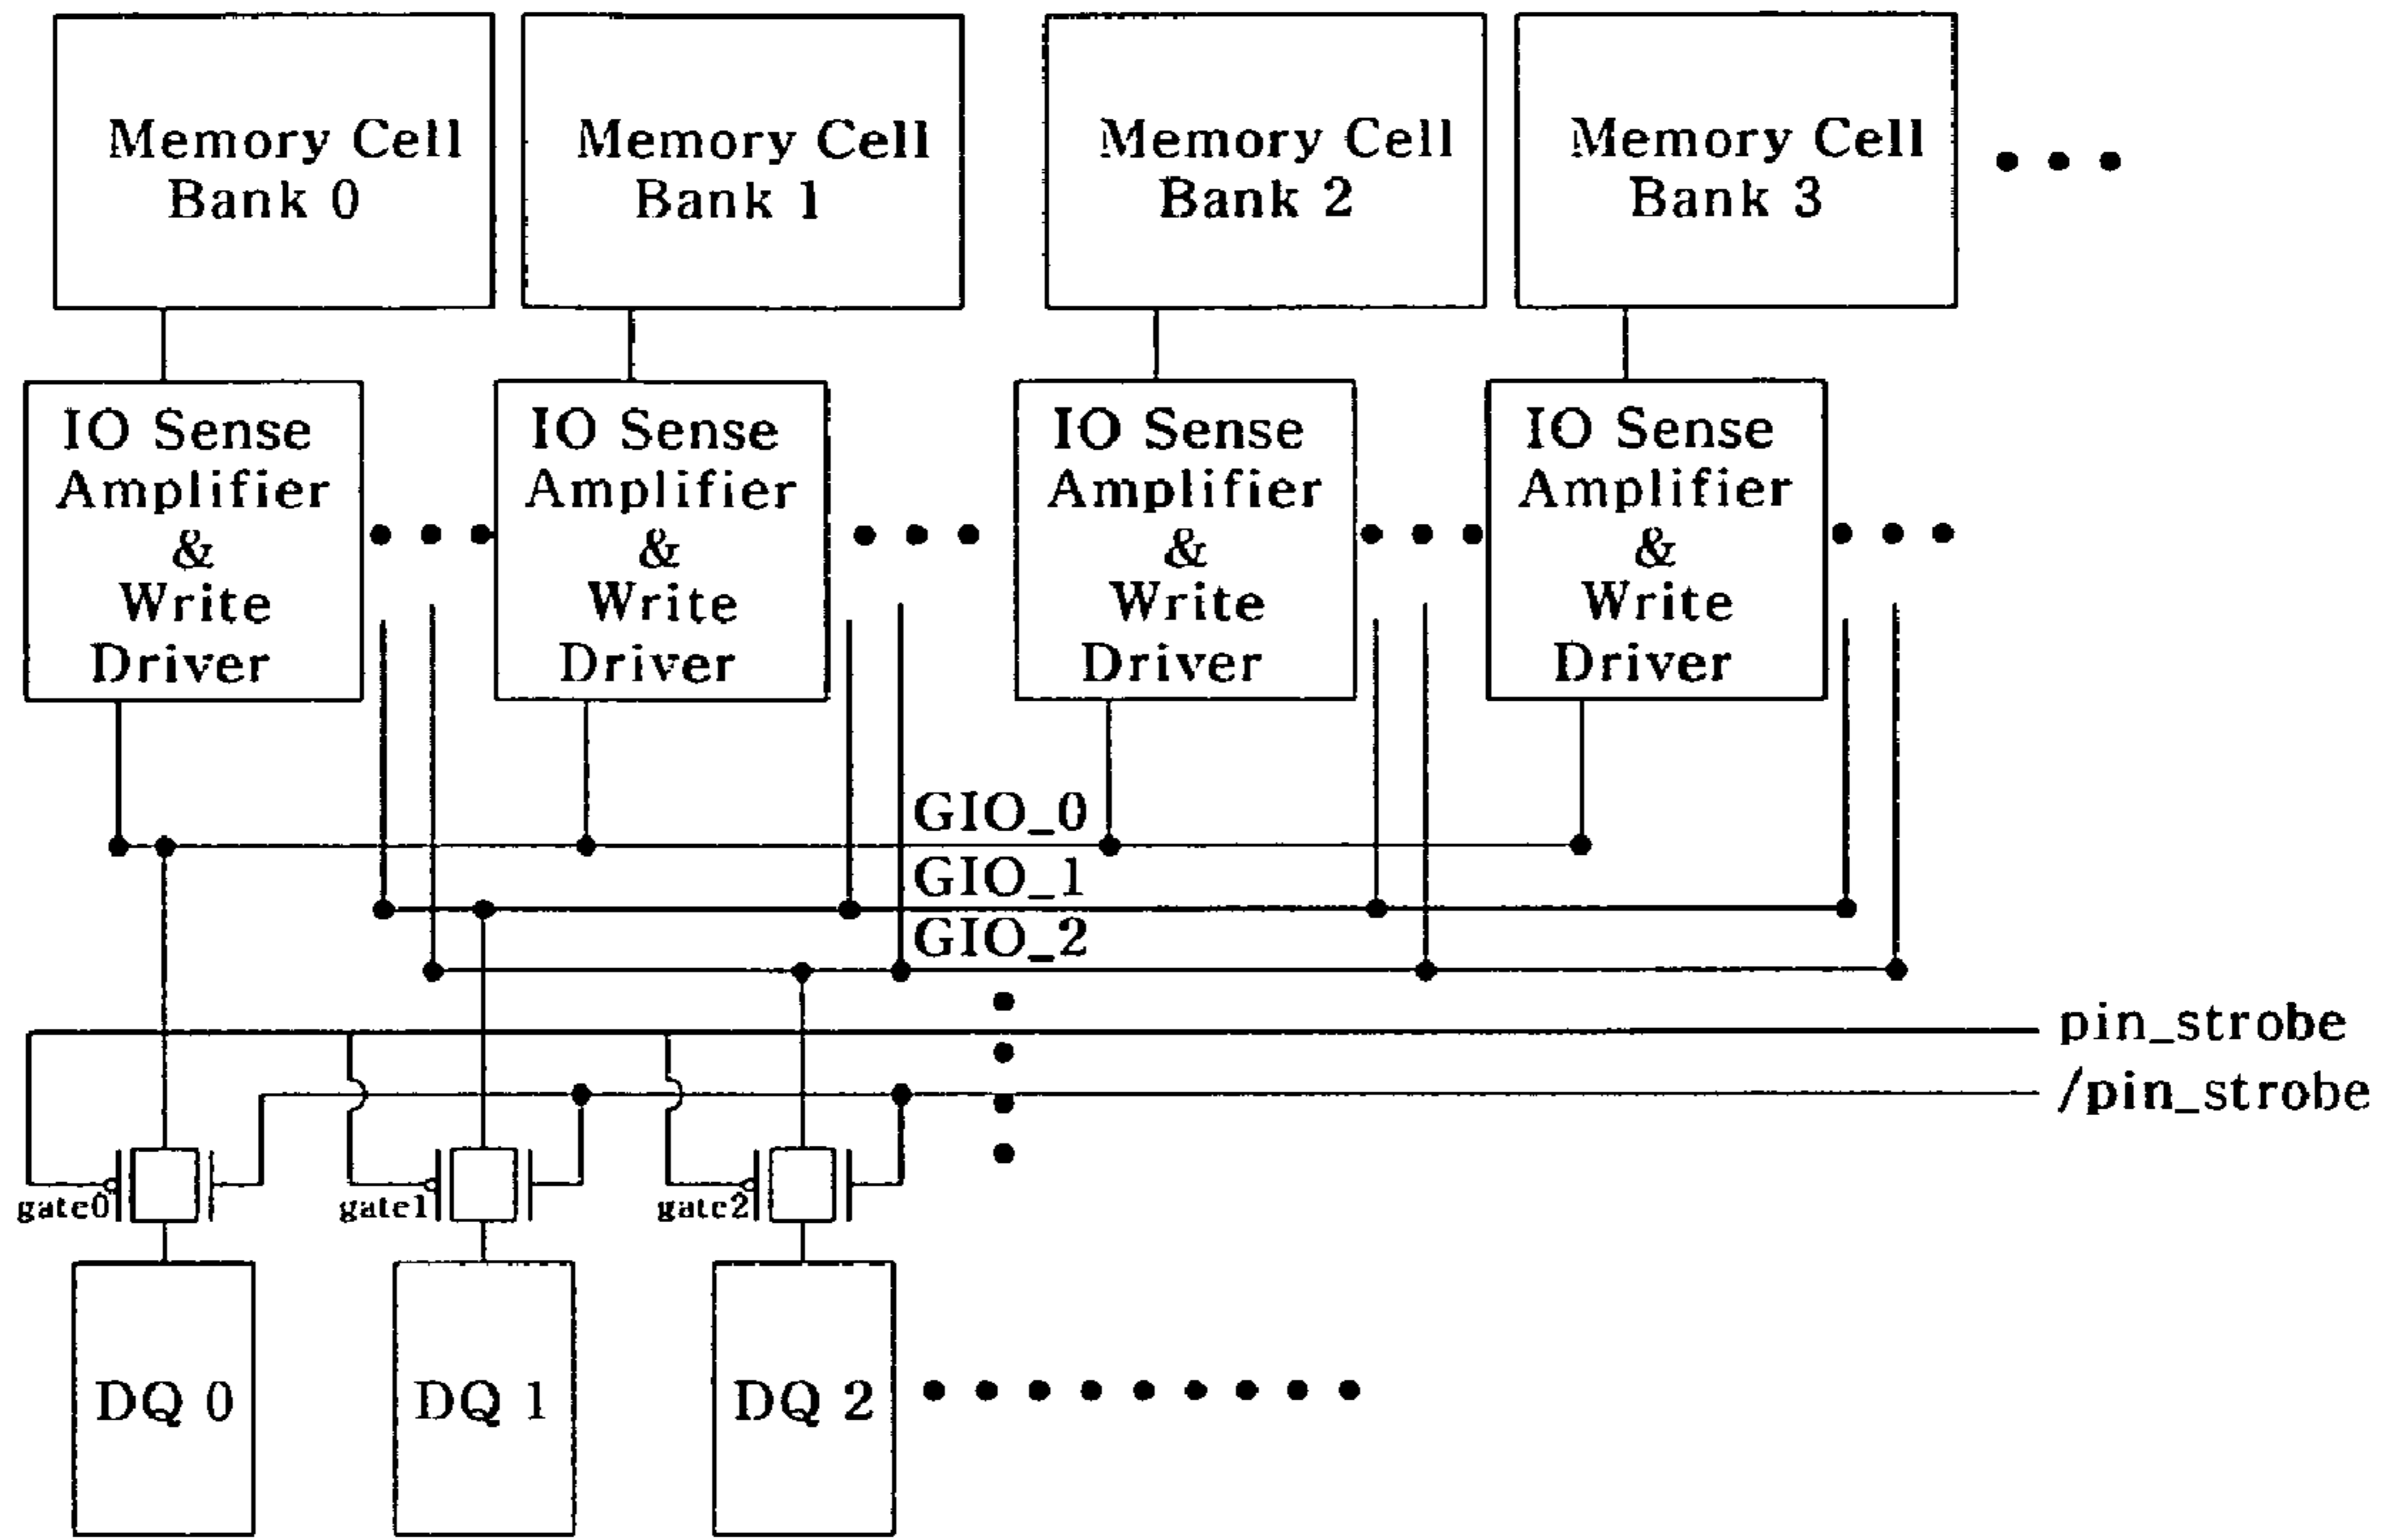 Memory Cell
Bank 0
Memory Cell
Bank 1
Memory Cell
Bank 2
Memory Cell
Bank 3
IO Sense
Amplifier
&
Write
Driver
IO Sense
Amplifier
&
Write
Driver
IO Sense
Amplifier
&
Write
Driver
IO Sense
Amplifier
&
Write
Driver
GIO_0
GIO_1
GIO_2
pin_strobe
/pin_strobe
gate0
gate1
gate2
DQ 0
DQ 1
DQ 2